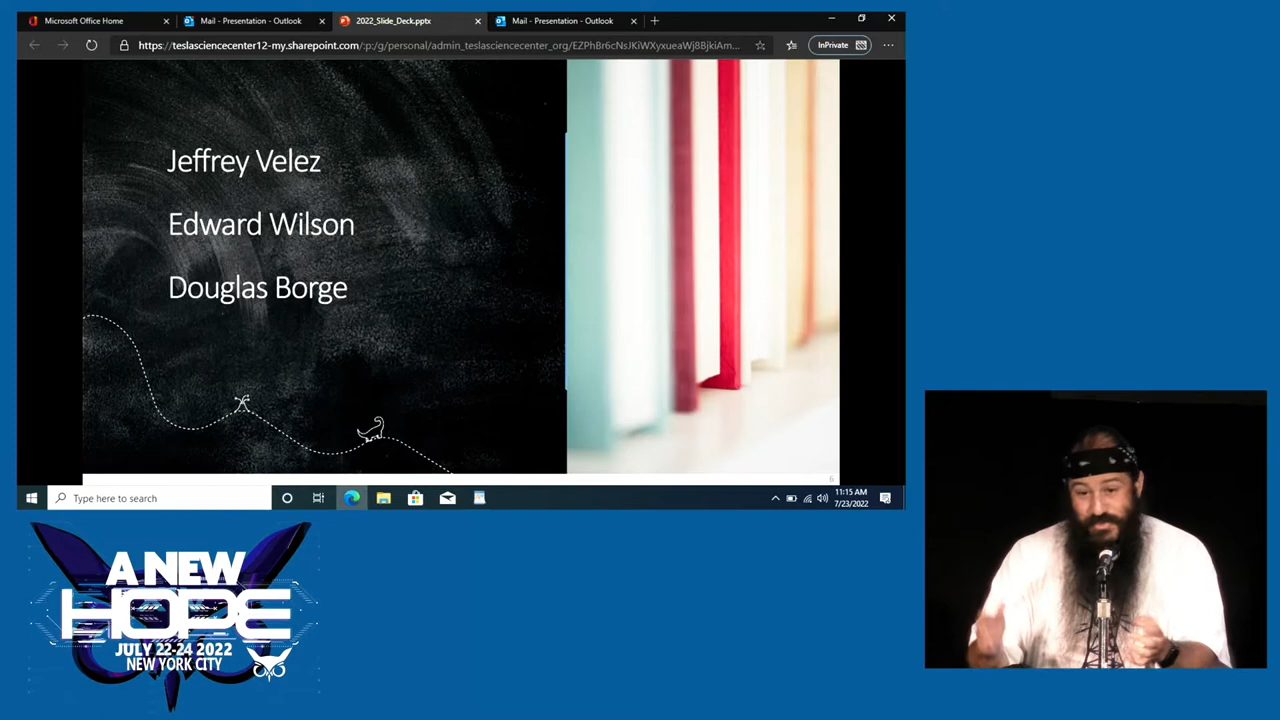 Microsoft Office Home
Mail - Presentation - Outlook
2022_Slide_Deck.pptx
Mail - Presentation - Outlook
https://teslasciencecenter12-my.sharepoint.com/:p:/g/personal/admin_teslasciencecenter_org/EZPhBr6cNsJKiWXyxueaWj8BjkiAm...
InPrivate
Jeffrey Velez
Edward Wilson
Douglas Borge
6
Type here to search
11:15 AM
7/23/2022
A NEW
HOPE
JULY 22-24 2022
NEW YORK CITY